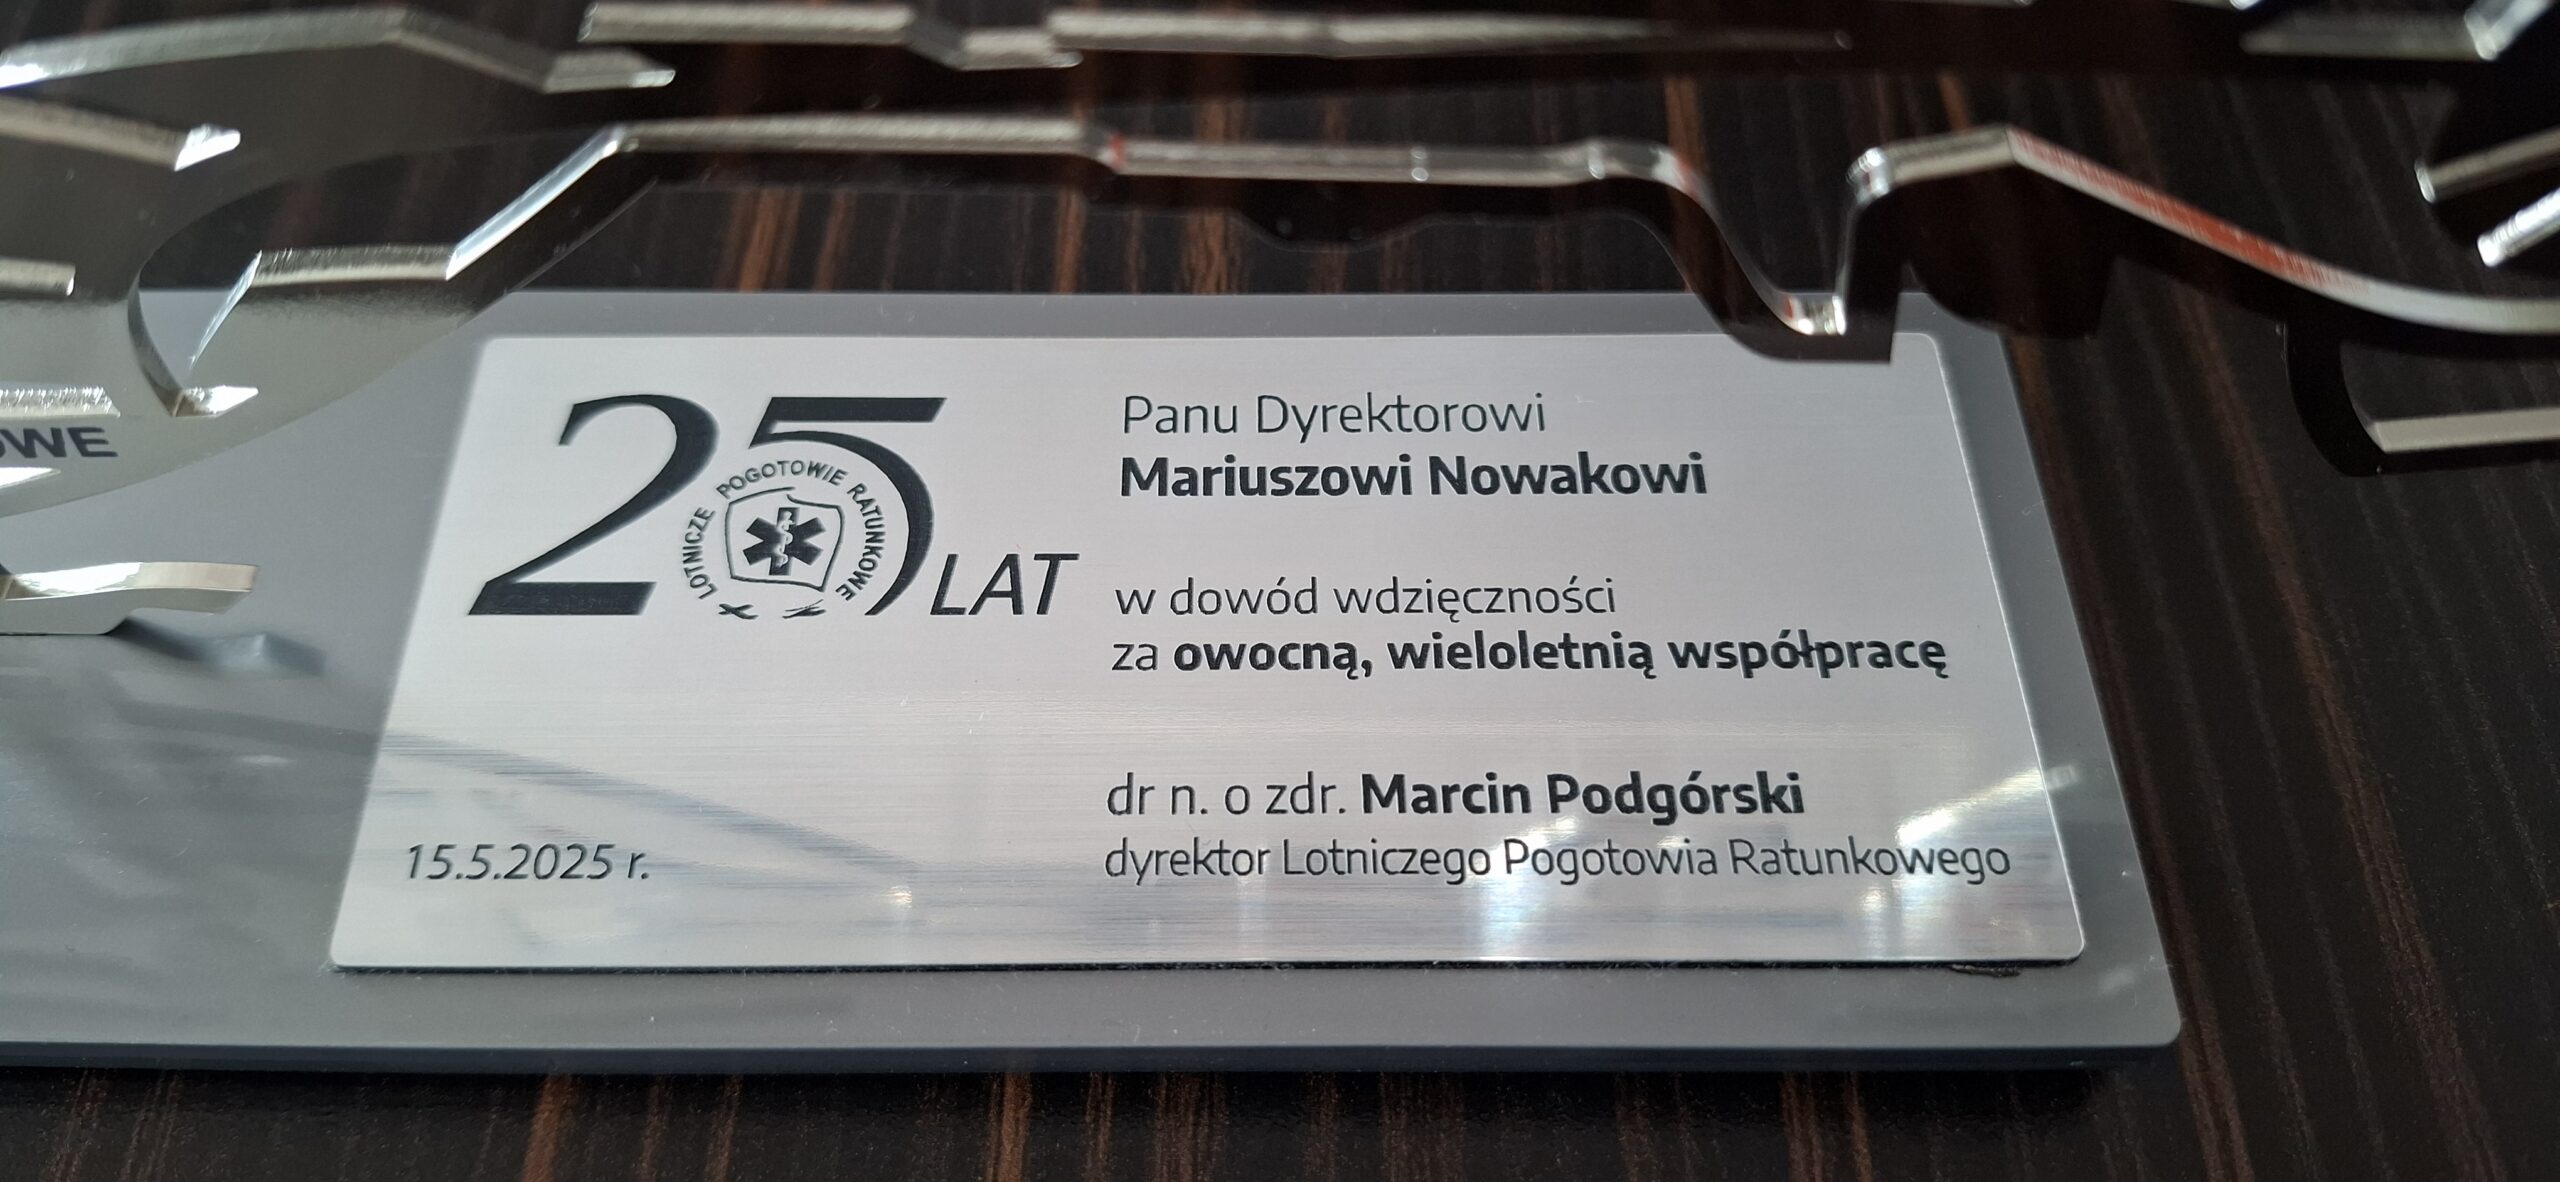 25 LAT
LOTNICZE POGOTOWIE RATUNKOWE
Panu Dyrektorowi
Mariuszowi Nowakowi
w dowód wdzięczności
za owocną, wieloletnią współpracę
dr n. o zdr. Marcin Podgórski
dyrektor Lotniczego Pogotowia Ratunkowego
15.5.2025 r.